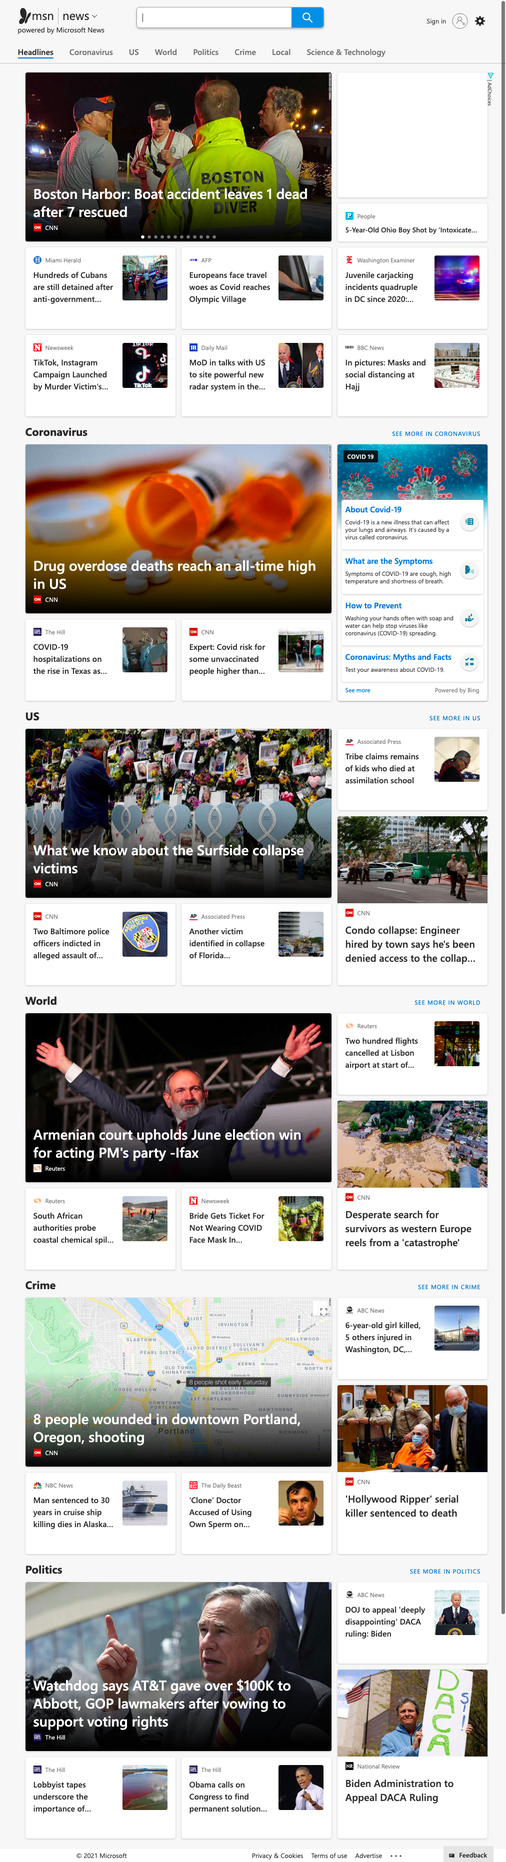 msn | news
powered by Microsoft News
Sign in
Headlines
Coronavirus
US
World
Politics
Crime
Local
Science & Technology
BOSTON
FIRE
DIVER
Boston Harbor: Boat accident leaves 1 dead
after 7 rescued
CNN
AdChoices
People
5-Year-Old Ohio Boy Shot by 'Intoxicate...
Miami Herald
Hundreds of Cubans
are still detained after
anti-government...
AFP
Europeans face travel
woes as Covid reaches
Olympic Village
Washington Examiner
Juvenile carjacking
incidents quadruple
in DC since 2020:...
Newsweek
TikTok, Instagram
Campaign Launched
by Murder Victim's...
TikTok
Daily Mail
MoD in talks with US
to site powerful new
radar system in the...
BBC News
In pictures: Masks and
social distancing at
Hajj
Coronavirus
SEE MORE IN CORONAVIRUS
Drug overdose deaths reach an all-time high
in US
CNN
COVID 19
About Covid-19
Covid-19 is a new illness that can affect
your lungs and airways. It's caused by a
virus called coronavirus.
What are the Symptoms
Symptoms of COVID-19 are cough, high
temperature and shortness of breath.
How to Prevent
Washing your hands often with soap and
water can help stop viruses like
coronavirus (COVID-19) spreading.
Coronavirus: Myths and Facts
Test your awareness about COVID-19.
See more
Powered by Bing
The Hill
COVID-19
hospitalizations on
the rise in Texas as...
CNN
Expert: Covid risk for
some unvaccinated
people higher than...
US
SEE MORE IN US
What we know about the Surfside collapse
victims
CNN
Associated Press
Tribe claims remains
of kids who died at
assimilation school
CNN
Condo collapse: Engineer
hired by town says he's been
denied access to the collap...
CNN
Two Baltimore police
officers indicted in
alleged assault of...
Associated Press
Another victim
identified in collapse
of Florida...
World
SEE MORE IN WORLD
Armenian court upholds June election win
for acting PM's party -Ifax
Reuters
Reuters
Two hundred flights
cancelled at Lisbon
airport at start of...
CNN
Desperate search for
survivors as western Europe
reels from a 'catastrophe'
Reuters
South African
authorities probe
coastal chemical spil...
Newsweek
Bride Gets Ticket For
Not Wearing COVID
Face Mask In...
Crime
SEE MORE IN CRIME
8 people shot early Saturday
8 people wounded in downtown Portland,
Oregon, shooting
Portland
CNN
ABC News
6-year-old girl killed,
5 others injured in
Washington, DC,...
CNN
'Hollywood Ripper' serial
killer sentenced to death
NBC News
Man sentenced to 30
years in cruise ship
killing dies in Alaska...
The Daily Beast
'Clone' Doctor
Accused of Using
Own Sperm on...
Politics
SEE MORE IN POLITICS
Watchdog says AT&T gave over $100K to
Abbott, GOP lawmakers after vowing to
support voting rights
The Hill
ABC News
DOJ to appeal 'deeply
disappointing' DACA
ruling: Biden
DACA
SI!
National Review
Biden Administration to
Appeal DACA Ruling
The Hill
Lobbyist tapes
underscore the
importance of...
The Hill
Obama calls on
Congress to find
permanent solution...
© 2021 Microsoft
Privacy & Cookies
Terms of use
Advertise
Feedback